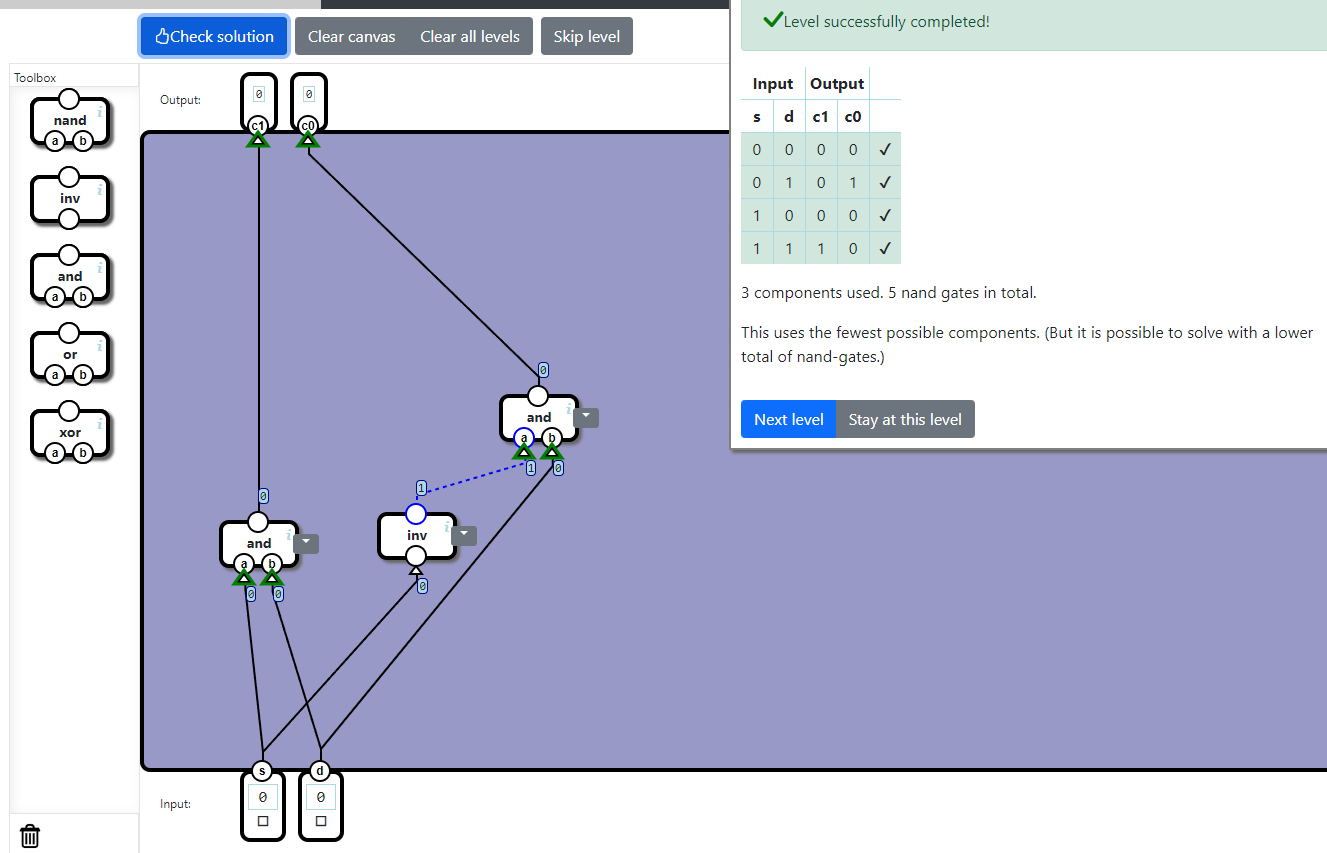 Check solution
Clear canvas
Clear all levels
Skip level
Level successfully completed!
Toolbox
nand
i
a b
inv
i
and
i
a b
or
i
a b
xor
i
a b
Output:
0 0
c1 c0
Input Output
s d c1 c0
0 0 0 0 ✓
0 1 0 1 ✓
1 0 0 0 ✓
1 1 1 0 ✓
3 components used. 5 nand gates in total.
This uses the fewest possible components. (But it is possible to solve with a lower
total of nand-gates.)
Next level
Stay at this level
0
and
i
a b
1 0
1
inv
i
0
0
and
i
a b
0 0
s d
Input:
0 0